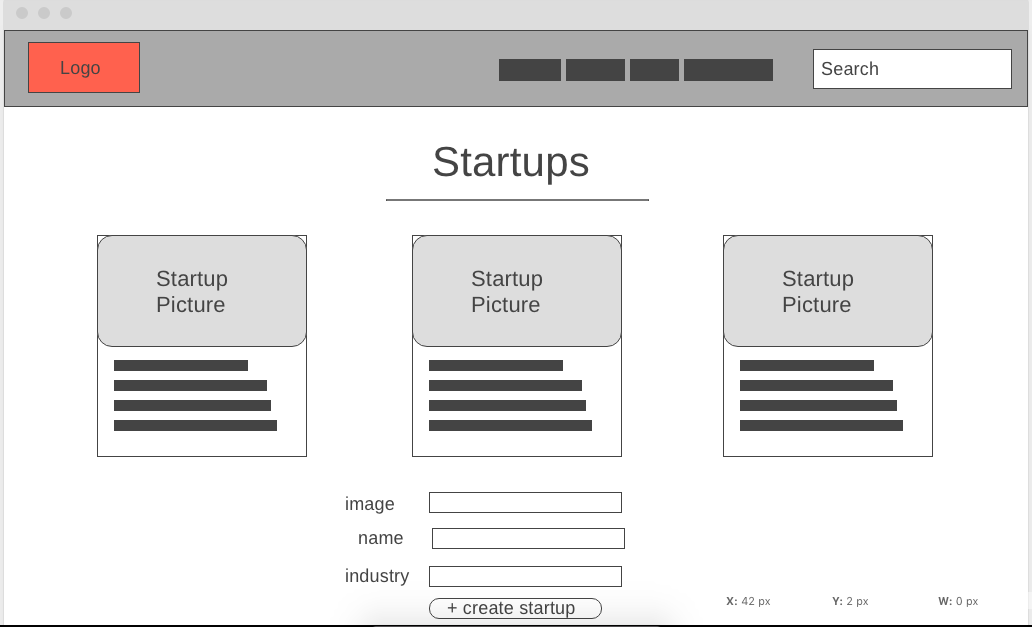 Logo
Search
Startups
Startup
Picture
Startup
Picture
Startup
Picture
image
name
industry
+ create startup
X: 42 px
Y: 2 px
W: 0 px